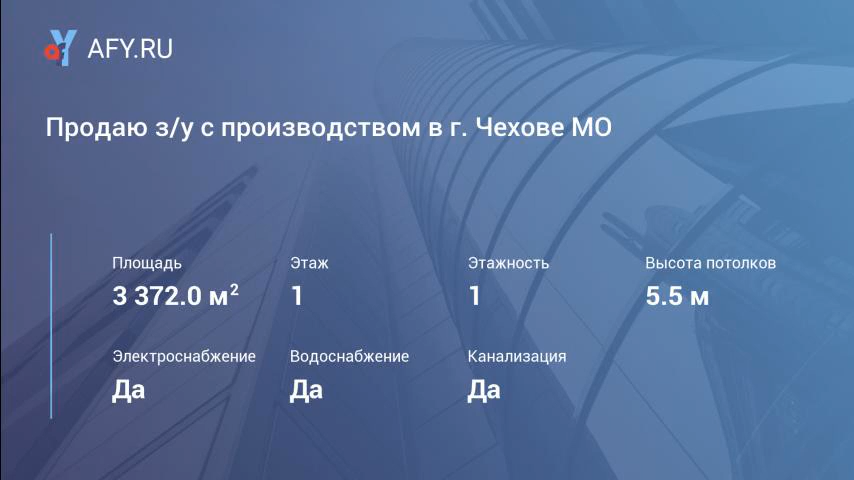 AFY.RU
Продаю з/у с производством в г. Чехове МО
Площадь
Этаж
Этажность
Высота потолков
3 372.0 м²
1
1
5.5 м
Электроснабжение
Водоснабжение
Канализация
Да
Да
Да